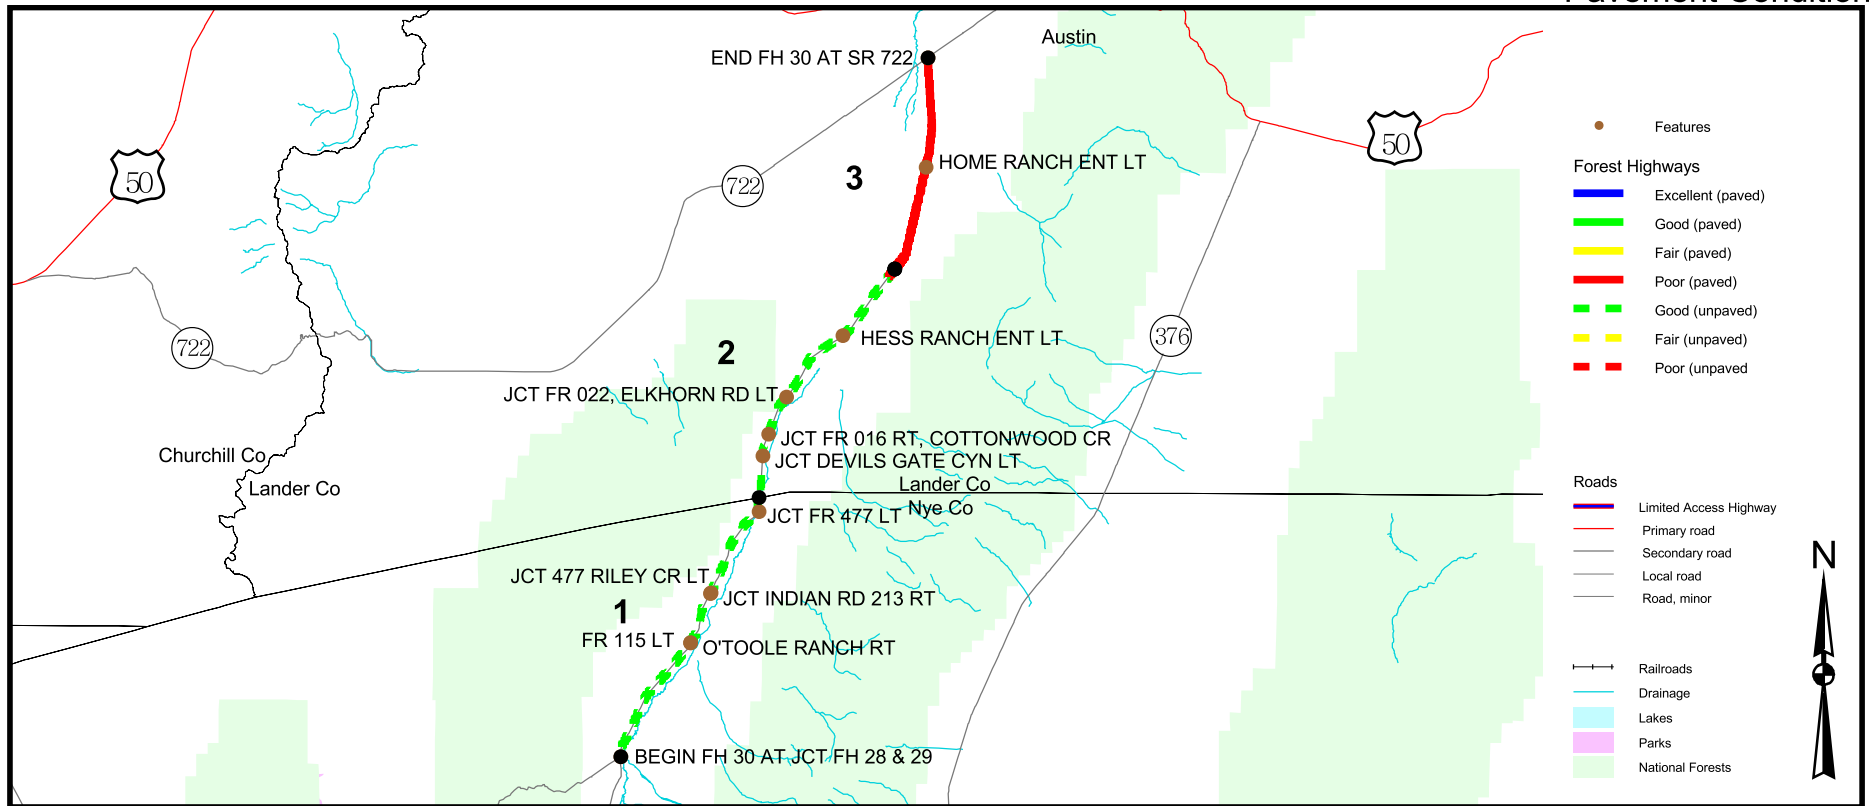 Pavement Condition
Austin
END FH 30 AT SR 722
50
50
Features
HOME RANCH ENT LT
Forest Highways
3
722
Excellent (paved)
Good (paved)
Fair (paved)
Poor (paved)
Good (unpaved)
Fair (unpaved)
Poor (unpaved
722
376
HESS RANCH ENT LT
2
JCT FR 022, ELKHORN RD LT
JCT FR 016 RT, COTTONWOOD CR
JCT DEVILS GATE CYN LT
Churchill Co
Lander Co
Lander Co
Nye Co
JCT FR 477 LT
JCT 477 RILEY CR LT
JCT INDIAN RD 213 RT
1
FR 115 LT
O'TOOLE RANCH RT
BEGIN FH 30 AT JCT FH 28 & 29
Roads
Limited Access Highway
Primary road
Secondary road
Local road
Road, minor
N
Railroads
Drainage
Lakes
Parks
National Forests